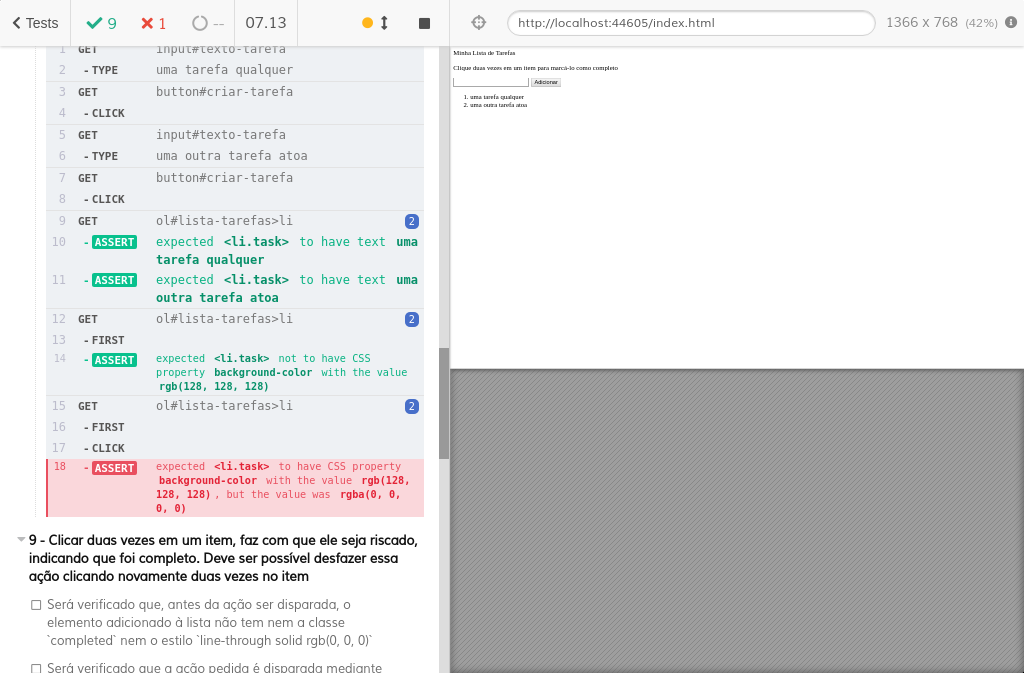 Tests 9 1 -- 07.13 http://localhost:44605/index.html 1366 x 768 (42%)
1 GET input#texto-tarefa
2 -TYPE uma tarefa qualquer
3 GET button#criar-tarefa
4 -CLICK
5 GET input#texto-tarefa
6 -TYPE uma outra tarefa atoa
7 GET button#criar-tarefa
8 -CLICK
9 GET ol#lista-tarefas>li 2
10 -ASSERT expected <li.task> to have text uma
tarefa qualquer
11 -ASSERT expected <li.task> to have text uma
outra tarefa atoa
12 GET ol#lista-tarefas>li 2
13 -FIRST
14 -ASSERT expected <li.task> not to have CSS
property background-color with the value
rgb(128, 128, 128)
15 GET ol#lista-tarefas>li 2
16 -FIRST
17 -CLICK
18 -ASSERT expected <li.task> to have CSS property
background-color with the value rgb(128,
128, 128), but the value was rgba(0, 0,
0, 0)
9 - Clicar duas vezes em um item, faz com que ele seja riscado,
indicando que foi completo. Deve ser possível desfazer essa
ação clicando novamente duas vezes no item
Será verificado que, antes da ação ser disparada, o
elemento adicionado à lista não tem nem a classe
`completed` nem o estilo `line-through solid rgb(0, 0, 0)`
Será verificado que a ação pedida é disparada mediante
Minha Lista de Tarefas
Clique duas vezes em um item para marcá-lo como completo
Adicionar
1. uma tarefa qualquer
2. uma outra tarefa atoa